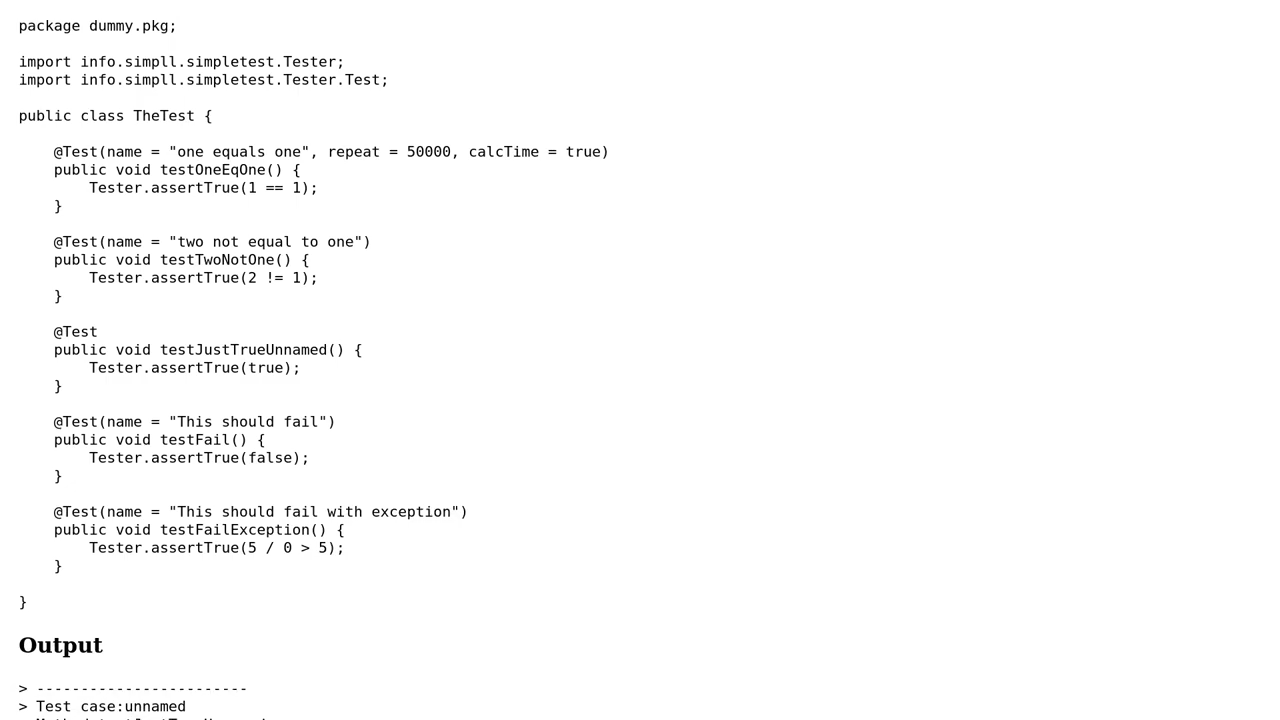 package dummy.pkg;
import info.simpll.simpletest.Tester;
import info.simpll.simpletest.Tester.Test;
public class TheTest {
@Test(name = "one equals one", repeat = 50000, calcTime = true)
public void testOneEqOne() {
Tester.assertTrue(1 == 1);
}
@Test(name = "two not equal to one")
public void testTwoNotOne() {
Tester.assertTrue(2 != 1);
}
@Test
public void testJustTrueUnnamed() {
Tester.assertTrue(true);
}
@Test(name = "This should fail")
public void testFail() {
Tester.assertTrue(false);
}
@Test(name = "This should fail with exception")
public void testFailException() {
Tester.assertTrue(5 / 0 > 5);
}
}
Output
> ------------------------
> Test case:unnamed